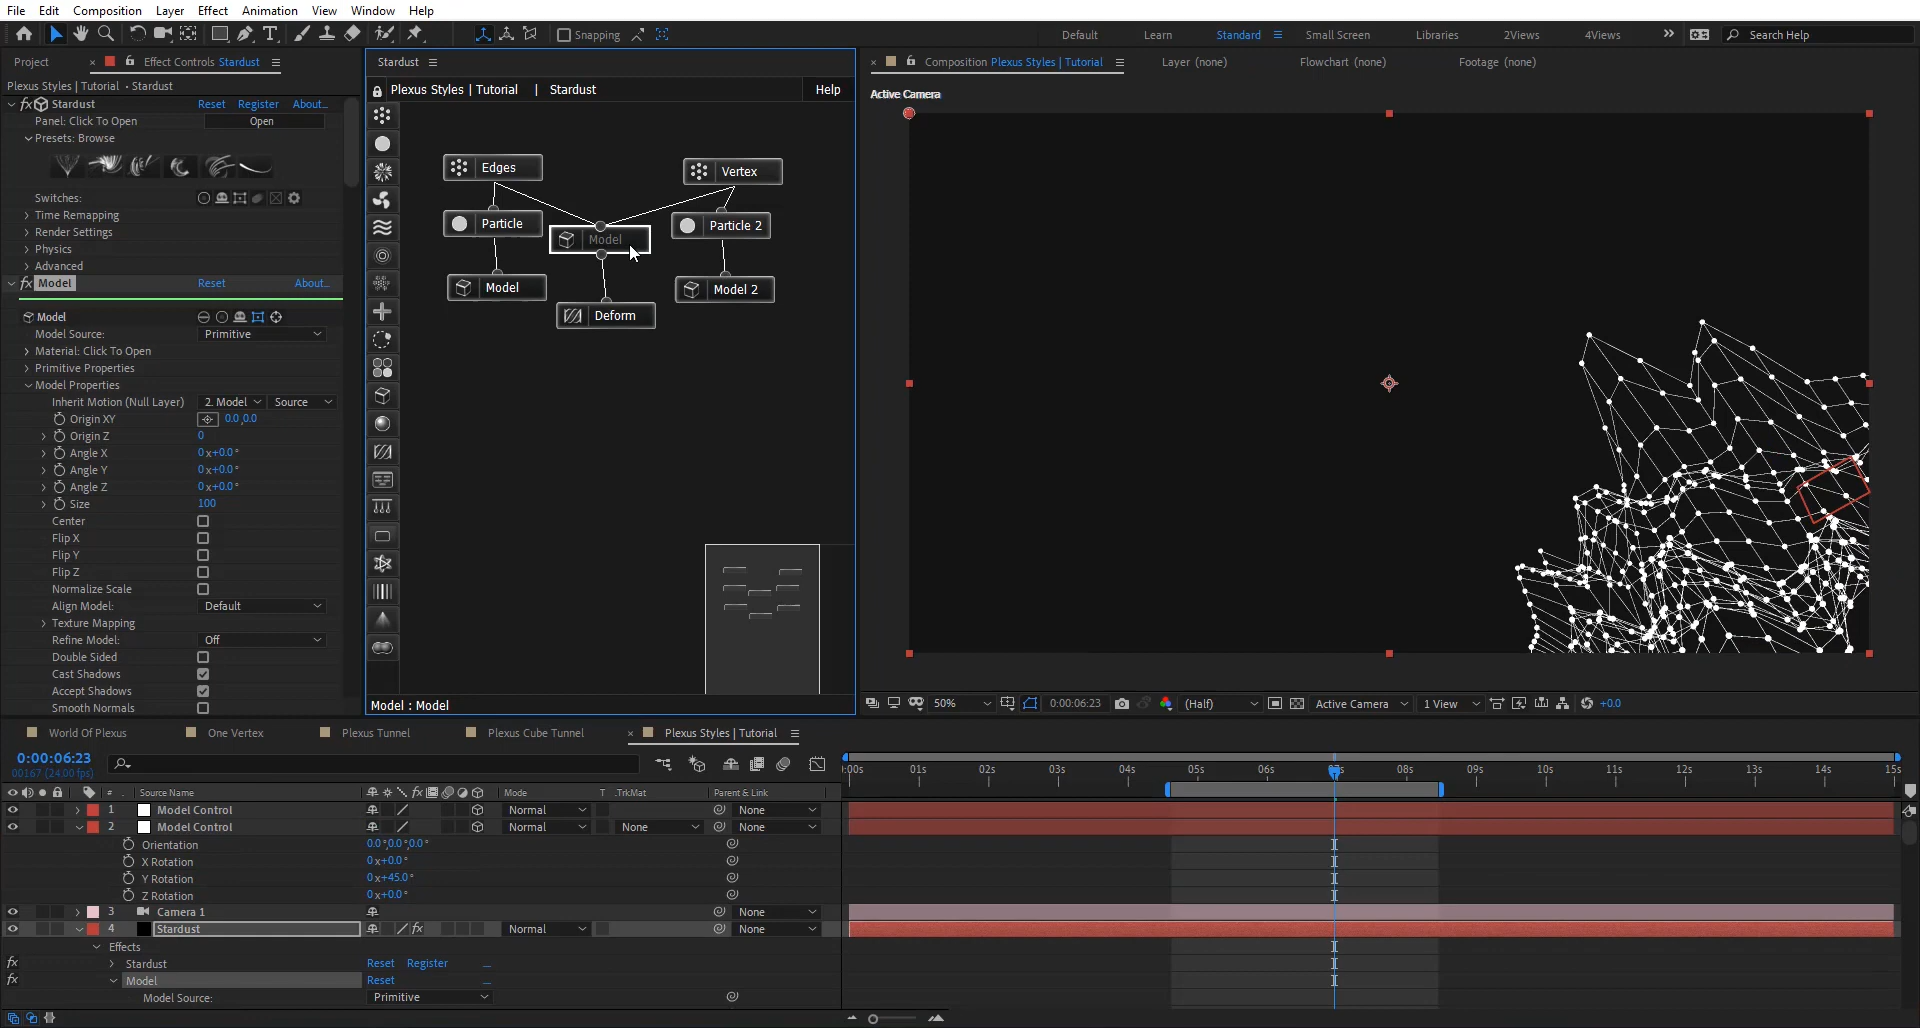 File Edit Composition Layer Effect Animation View Window Help
Snapping Default Learn Standard Small Screen Libraries 2Views 4Views Search Help
Project Effect Controls Stardust
Plexus Styles | Tutorial • Stardust
Stardust Reset Register About...
Panel: Click To Open Open
Presets: Browse
Switches:
Time Remapping
Render Settings
Physics
Advanced
Model Reset About...
Model
Model Source: Primitive
Material: Click To Open
Primitive Properties
Model Properties
Inherit Motion (Null Layer) 2. Model Source
Origin XY 0.0,0.0
Origin Z 0
Angle X 0x+0.0°
Angle Y 0x+0.0°
Angle Z 0x+0.0°
Size 100
Center
Flip X
Flip Y
Flip Z
Normalize Scale
Align Model: Default
Texture Mapping
Refine Model: Off
Double Sided
Cast Shadows
Accept Shadows
Smooth Normals
Stardust
Plexus Styles | Tutorial | Stardust Help
Edges Vertex
Particle Particle 2
Model
Model Model 2
Deform
Model : Model
Composition Plexus Styles | Tutorial Layer (none) Flowchart (none) Footage (none)
Active Camera
50% 0:00:06:23 (Half) Active Camera 1 View +0.0
World Of Plexus One Vertex Plexus Tunnel Plexus Cube Tunnel Plexus Styles | Tutorial
0:00:06:23
00167 (24.00 fps)
:00s 01s 02s 03s 04s 05s 06s 08s 09s 10s 11s 12s 13s 14s 15s
# Source Name fx Mode T .TrkMat Parent & Link
1 Model Control Normal None
2 Model Control Normal None None
Orientation 0.0°,0.0°,0.0°
X Rotation 0x+0.0°
Y Rotation 0x+45.0°
Z Rotation 0x+0.0°
3 Camera 1 None
4 Stardust fx Normal None
Effects
fx Stardust Reset Register ...
fx Model Reset ...
Model Source: Primitive